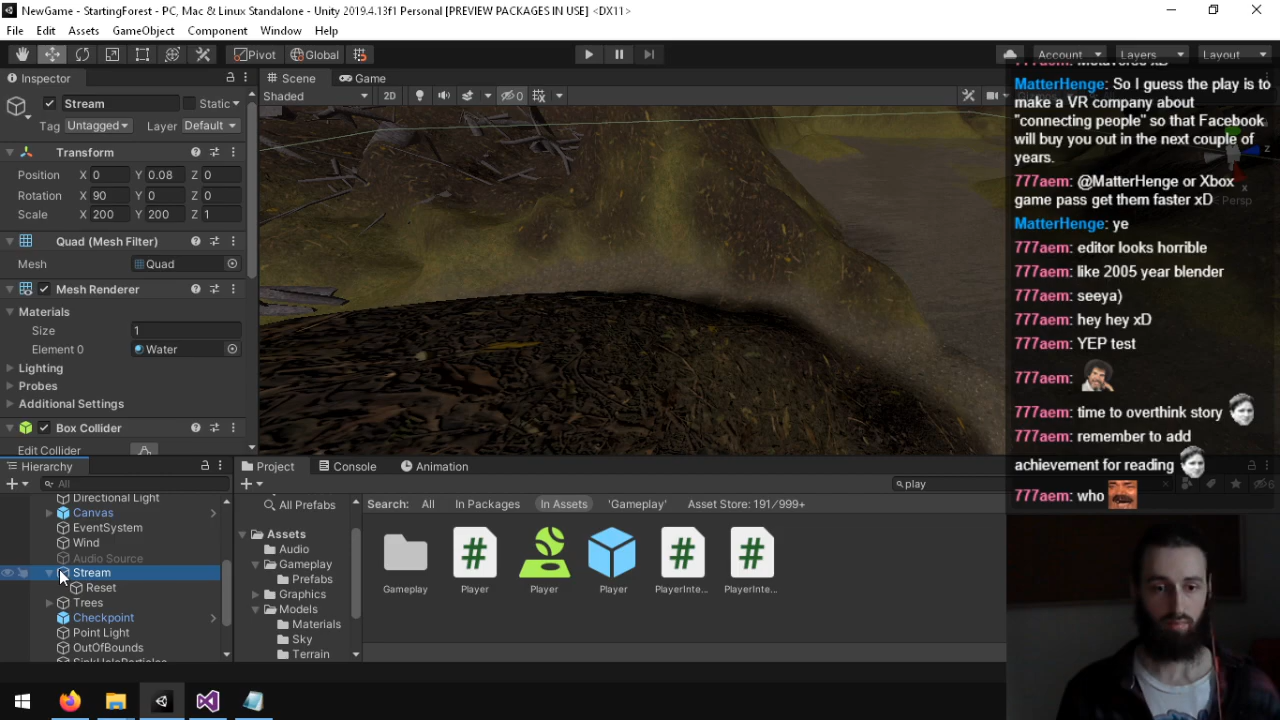 NewGame - StartingForest - PC, Mac & Linux Standalone - Unity 2019.4.13f1 Personal [PREVIEW PACKAGES IN USE] <DX11>
File Edit Assets GameObject Component Window Help
Pivot Global Account Layers Layout
Inspector Scene Game
Stream Static
Shaded 2D 0
Tag Untagged Layer Default
Transform
Position X 0 Y 0.08 Z 0
Rotation X 90 Y 0 Z 0
Scale X 200 Y 200 Z 1
Quad (Mesh Filter)
Mesh Quad
Mesh Renderer
Materials
Size 1
Element 0 Water
Lighting
Probes
Additional Settings
Box Collider
Edit Collider
MatterHenge: So I guess the play is to
make a VR company about
"connecting people" so that Facebook
will buy you out in the next couple of
years.
777aem: @MatterHenge or Xbox
game pass get them faster xD
MatterHenge: ye
777aem: editor looks horrible
777aem: like 2005 year blender
777aem: seeya)
777aem: hey hey xD
777aem: YEP test
777aem:
777aem: time to overthink story
777aem: remember to add
achievement for reading
777aem: who
Hierarchy Project Console Animation
All play
Directional Light
Canvas
EventSystem
Wind
Audio Source
Stream
Reset
Trees
Checkpoint
Point Light
OutOfBounds
SinkHoleParticles
All Prefabs
Assets
Audio
Gameplay
Prefabs
Graphics
Models
Materials
Sky
Terrain
Search: All In Packages In Assets 'Gameplay' Asset Store: 191/999+
Gameplay Player Player Player PlayerInte... PlayerInte...